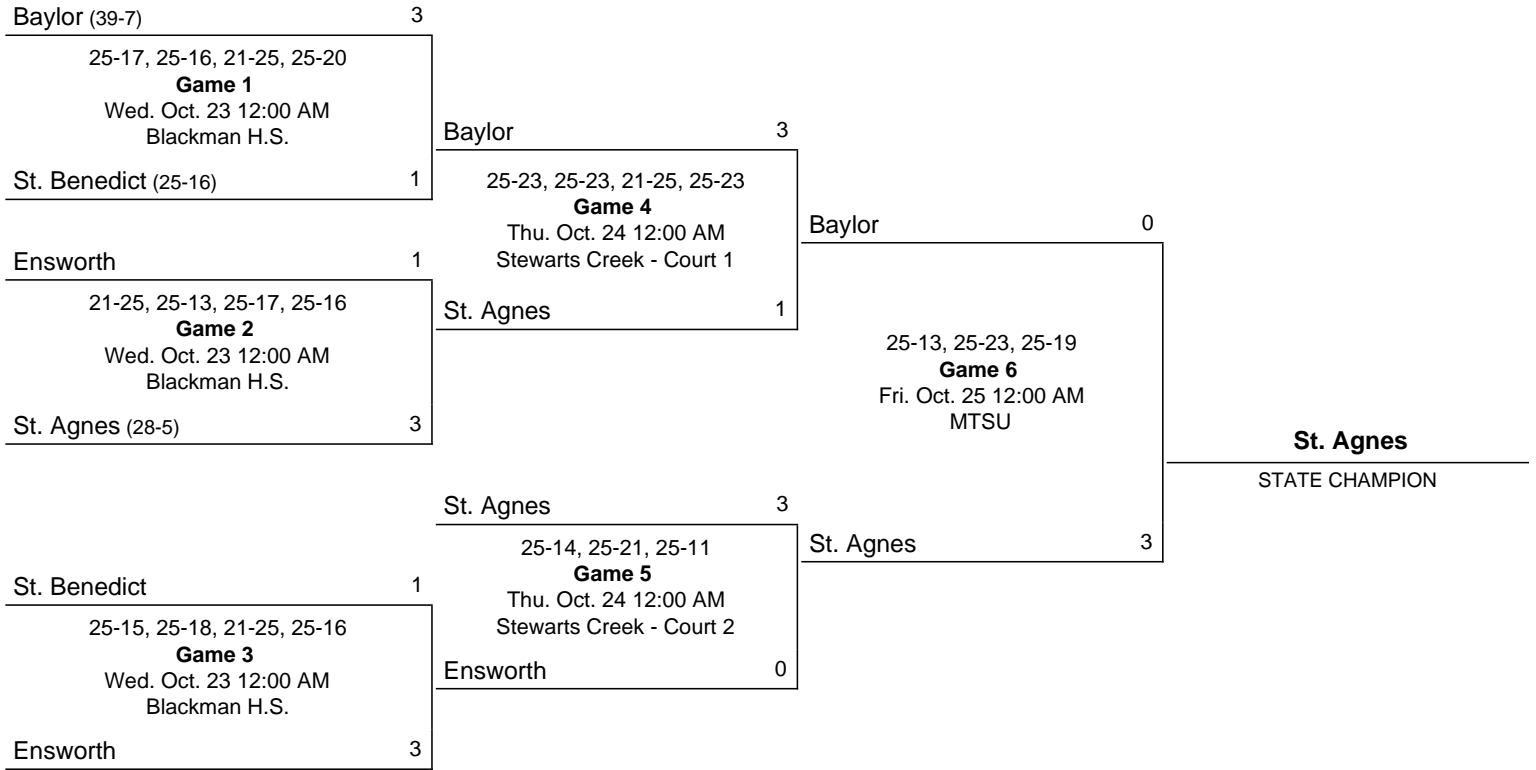 Baylor (39-7) 3
25-17, 25-16, 21-25, 25-20
Game 1
Wed. Oct. 23 12:00 AM
Blackman H.S.
St. Benedict (25-16) 1
Ensworth 1
21-25, 25-13, 25-17, 25-16
Game 2
Wed. Oct. 23 12:00 AM
Blackman H.S.
St. Agnes (28-5) 3
St. Benedict 1
25-15, 25-18, 21-25, 25-16
Game 3
Wed. Oct. 23 12:00 AM
Blackman H.S.
Ensworth 3
Baylor 3
25-23, 25-23, 21-25, 25-23
Game 4
Thu. Oct. 24 12:00 AM
Stewarts Creek - Court 1
St. Agnes 1
St. Agnes 3
25-14, 25-21, 25-11
Game 5
Thu. Oct. 24 12:00 AM
Stewarts Creek - Court 2
Ensworth 0
Baylor 0
25-13, 25-23, 25-19
Game 6
Fri. Oct. 25 12:00 AM
MTSU
St. Agnes 3
St. Agnes
STATE CHAMPION